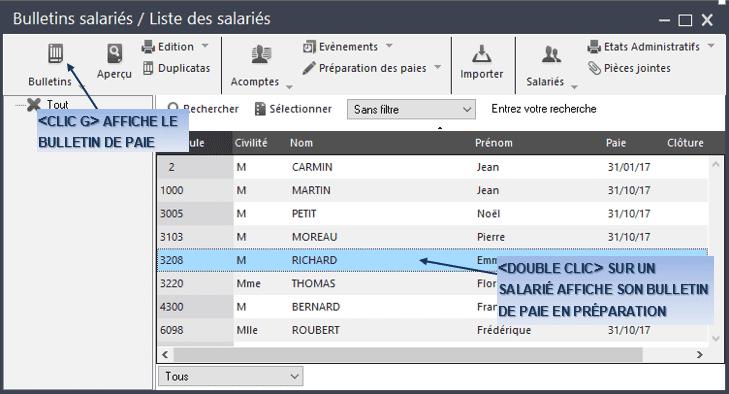 Bulletins salariés / Liste des salariés
Bulletins
Aperçu
Edition
Duplicatas
Acomptes
Evènements
Préparation des paies
Importer
Salariés
Etats Administratifs
Pièces jointes
Tout
Rechercher
Sélectionner
Sans filtre
Entrez votre recherche
<CLIC G> AFFICHE LE
BULLETIN DE PAIE
ule Civilité Nom Prénom Paie Clôture
2 M CARMIN Jean 31/01/17
1000 M MARTIN Jean 31/10/17
3005 M PETIT Noël 31/10/17
3103 M MOREAU Pierre 31/10/17
3208 M RICHARD Emm
3220 Mme THOMAS Flor
4300 M BERNARD Fran
6098 Mlle ROUBERT Frédérique 31/10/17
<DOUBLE CLIC> SUR UN
SALARIÉ AFFICHE SON BULLETIN
DE PAIE EN PRÉPARATION
Tous